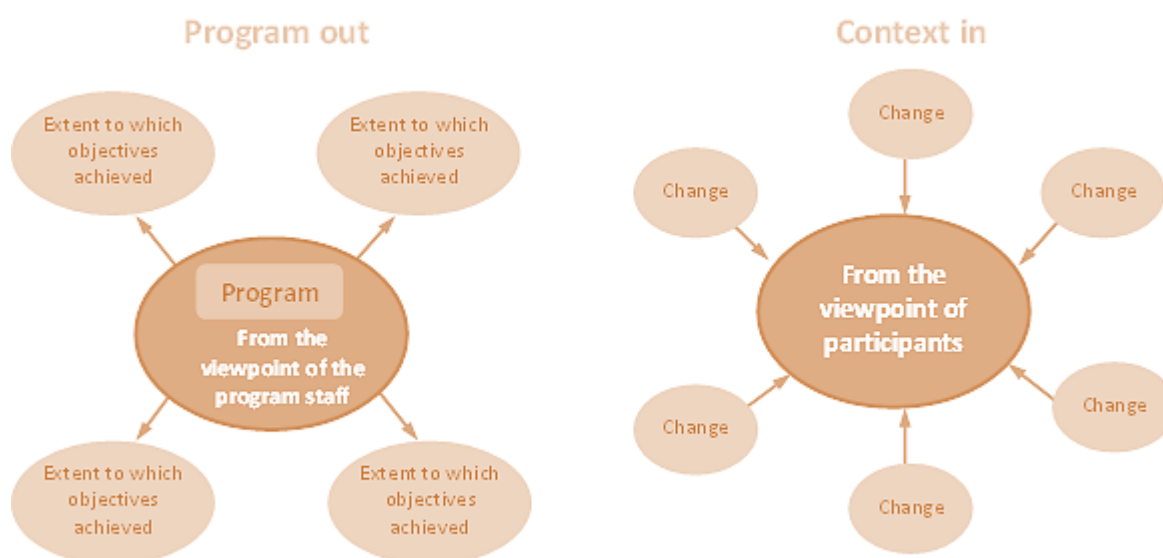 Program out
Extent to which
objectives
achieved
Extent to which
objectives
achieved
Program
From the
viewpoint of the
program staff
Extent to which
objectives
achieved
Extent to which
objectives
achieved
Context in
Change
Change
Change
From the
viewpoint of
participants
Change
Change
Change